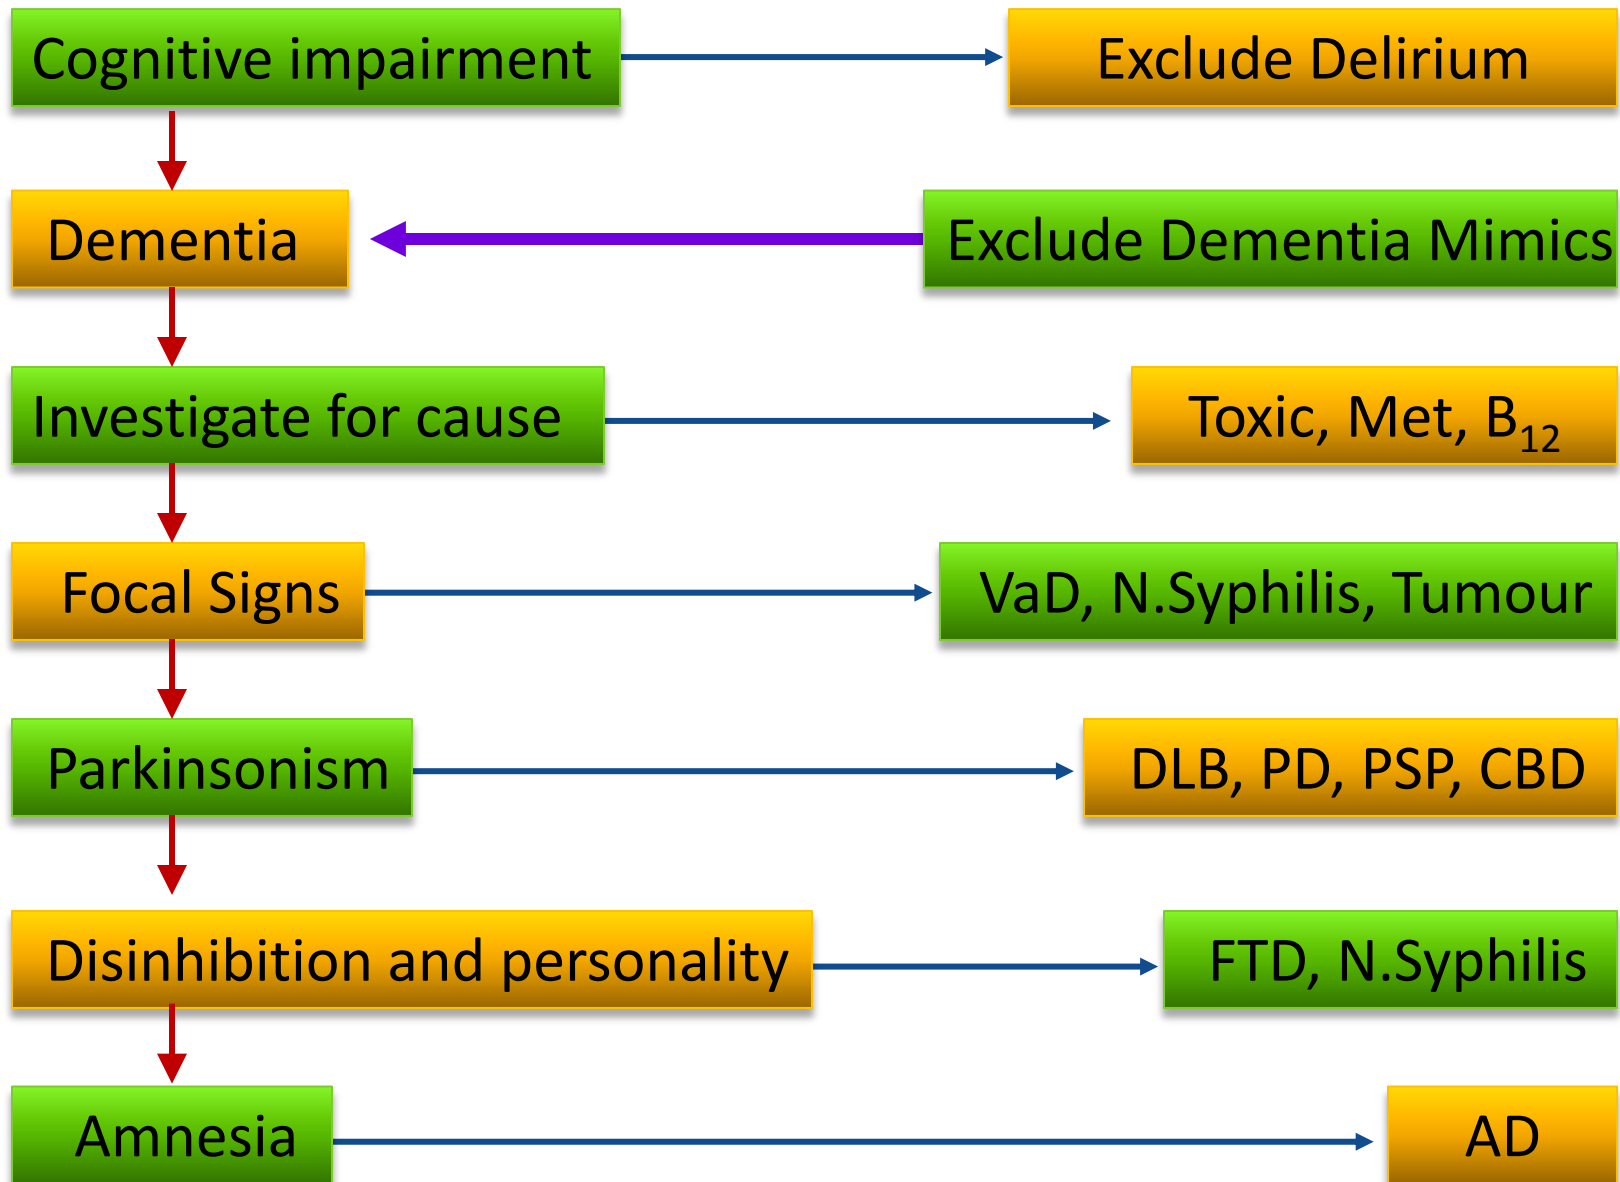 Cognitive impairment
Exclude Delirium
Dementia
Exclude Dementia Mimics
Investigate for cause
Toxic, Met, B₁₂
Focal Signs
VaD, N.Syphilis, Tumour
Parkinsonism
DLB, PD, PSP, CBD
Disinhibition and personality
FTD, N.Syphilis
Amnesia
AD